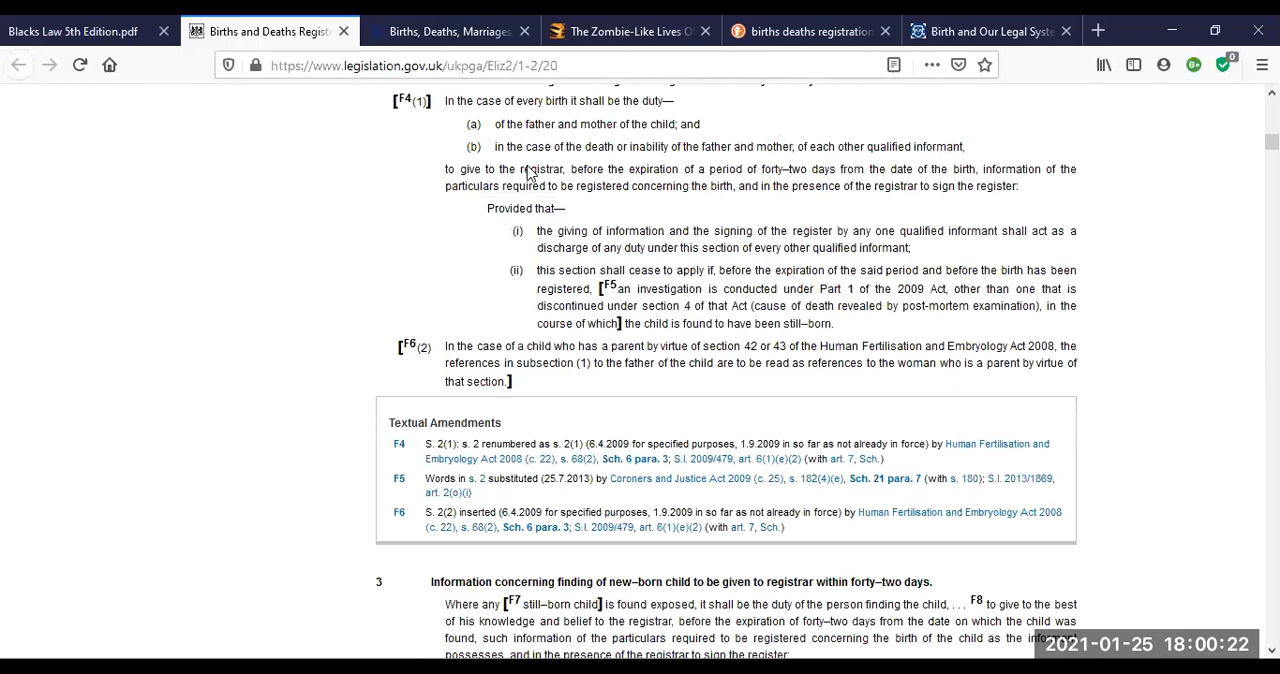 Blacks Law 5th Edition.pdf
Births and Deaths Registr
Births, Deaths, Marriages,
The Zombie-Like Lives O
births deaths registration
Birth and Our Legal Syste
https://www.legislation.gov.uk/ukpga/Eliz2/1-2/20
0
[F4(1)] In the case of every birth it shall be the duty—
(a) of the father and mother of the child; and
(b) in the case of the death or inability of the father and mother, of each other qualified informant,
to give to the registrar, before the expiration of a period of forty–two days from the date of the birth, information of the
particulars required to be registered concerning the birth, and in the presence of the registrar to sign the register:
Provided that—
(i) the giving of information and the signing of the register by any one qualified informant shall act as a
discharge of any duty under this section of every other qualified informant;
(ii) this section shall cease to apply if, before the expiration of the said period and before the birth has been
registered, [F5an investigation is conducted under Part 1 of the 2009 Act, other than one that is
discontinued under section 4 of that Act (cause of death revealed by post-mortem examination), in the
course of which] the child is found to have been still–born.
[F6(2) In the case of a child who has a parent by virtue of section 42 or 43 of the Human Fertilisation and Embryology Act 2008, the
references in subsection (1) to the father of the child are to be read as references to the woman who is a parent by virtue of
that section.]
Textual Amendments
F4 S. 2(1): s. 2 renumbered as s. 2(1) (6.4.2009 for specified purposes, 1.9.2009 in so far as not already in force) by Human Fertilisation and
Embryology Act 2008 (c. 22), s. 68(2), Sch. 6 para. 3; S.I. 2009/479, art. 6(1)(e)(2) (with art. 7, Sch.)
F5 Words in s. 2 substituted (25.7.2013) by Coroners and Justice Act 2009 (c. 25), s. 182(4)(e), Sch. 21 para. 7 (with s. 180); S.I. 2013/1869,
art. 2(o)(i)
F6 S. 2(2) inserted (6.4.2009 for specified purposes, 1.9.2009 in so far as not already in force) by Human Fertilisation and Embryology Act 2008
(c. 22), s. 68(2), Sch. 6 para. 3; S.I. 2009/479, art. 6(1)(e)(2) (with art. 7, Sch.)
3 Information concerning finding of new–born child to be given to registrar within forty–two days.
Where any [F7 still–born child] is found exposed, it shall be the duty of the person finding the child, . . . F8 to give to the best
of his knowledge and belief to the registrar, before the expiration of forty–two days from the date on which the child was
found, such information of the particulars required to be registered concerning the birth of the child as the informant
possesses, and in the presence of the registrar to sign the register:
2021-01-25 18:00:22